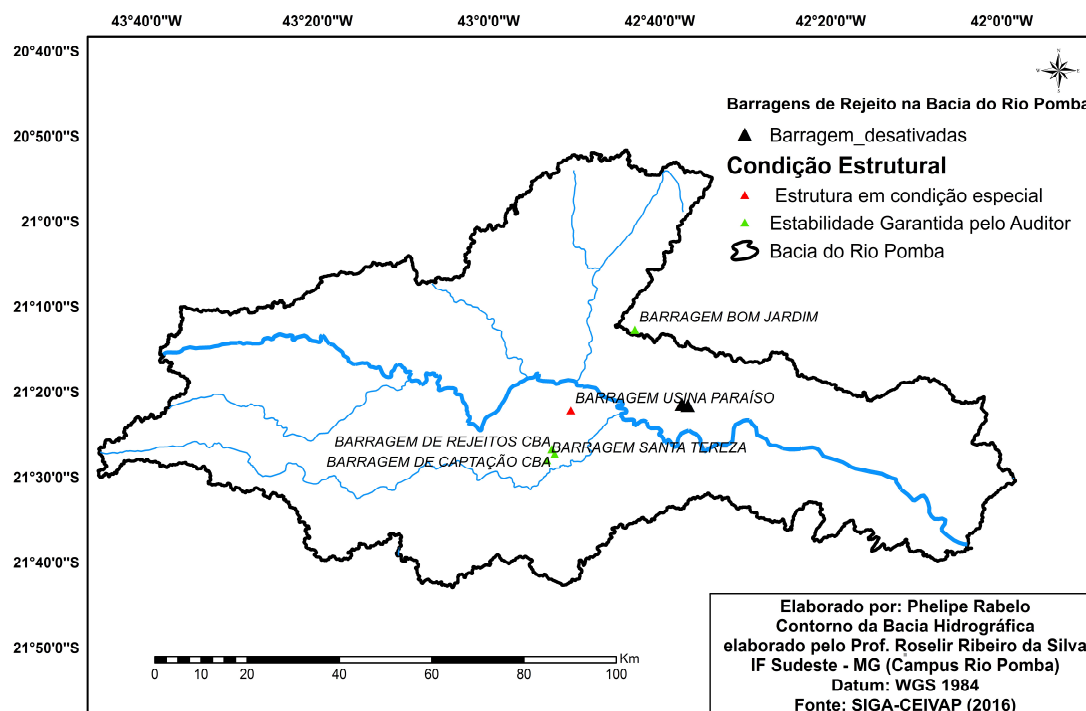 43°40'0"W 43°20'0"W 43°0'0"W 42°40'0"W 42°20'0"W 42°0'0"W
20°40'0"S
20°50'0"S
21°0'0"S
21°10'0"S
21°20'0"S
21°30'0"S
21°40'0"S
21°50'0"S
N
W E
S
Barragens de Rejeito na Bacia do Rio Pomba
Barragem_desativadas
Condição Estrutural
Estrutura em condição especial
Estabilidade Garantida pelo Auditor
Bacia do Rio Pomba
BARRAGEM BOM JARDIM
BARRAGEM USINA PARAÍSO
BARRAGEM DE REJEITOS CBA
BARRAGEM SANTA TEREZA
BARRAGEM DE CAPTAÇÃO CBA
Km
0 10 20 40 60 80 100
Elaborado por: Phelipe Rabelo
Contorno da Bacia Hidrográfica
elaborado pelo Prof. Roselir Ribeiro da Silva
IF Sudeste - MG (Campus Rio Pomba)
Datum: WGS 1984
Fonte: SIGA-CEIVAP (2016)